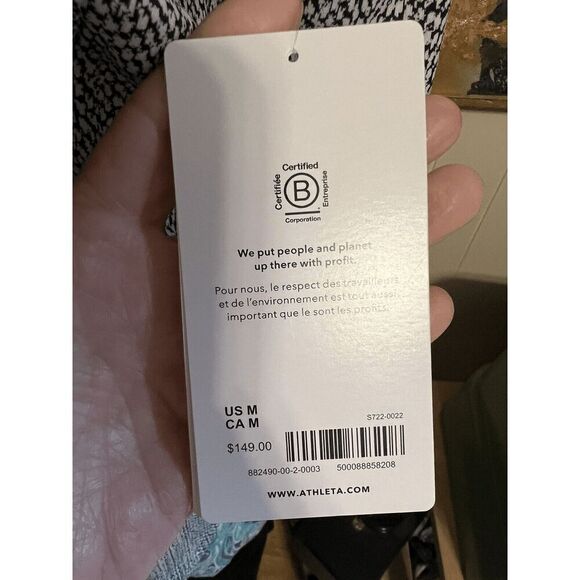 Certified
Certifiée
B
Entreprise
Corporation
We put people and planet
up there with profit.
Pour nous, le respect des travailleurs
et de l'environnement est tout aussi
important que le sont les profits.
US M
CA M
S722-0022
$149.00
882490-00-2-0003 500088858208
WWW.ATHLETA.COM